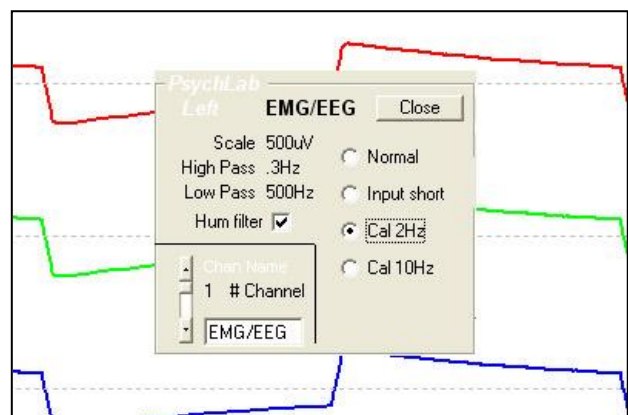 PsychLab
Left EMG/EEG Close
Scale 500uV
High Pass .3Hz
Low Pass 500Hz
Hum filter
Normal
Input short
Cal 2Hz
Cal 10Hz
Chan Name
1 # Channel
EMG/EEG